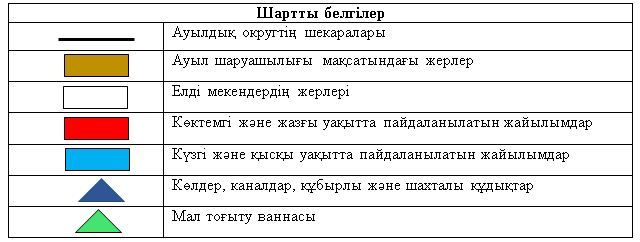 Шартты белгілер
Ауылдық округтің шекаралары
Ауыл шаруашылығы мақсатындағы жерлер
Елді мекендердің жерлері
Көктемгі және жазғы уақытта пайдаланылатын жайылымдар
Күзгі және қысқы уақытта пайдаланылатын жайылымдар
Көлдер, каналдар, құбырлы және шахталы құдықтар
Мал тоғыту ваннасы